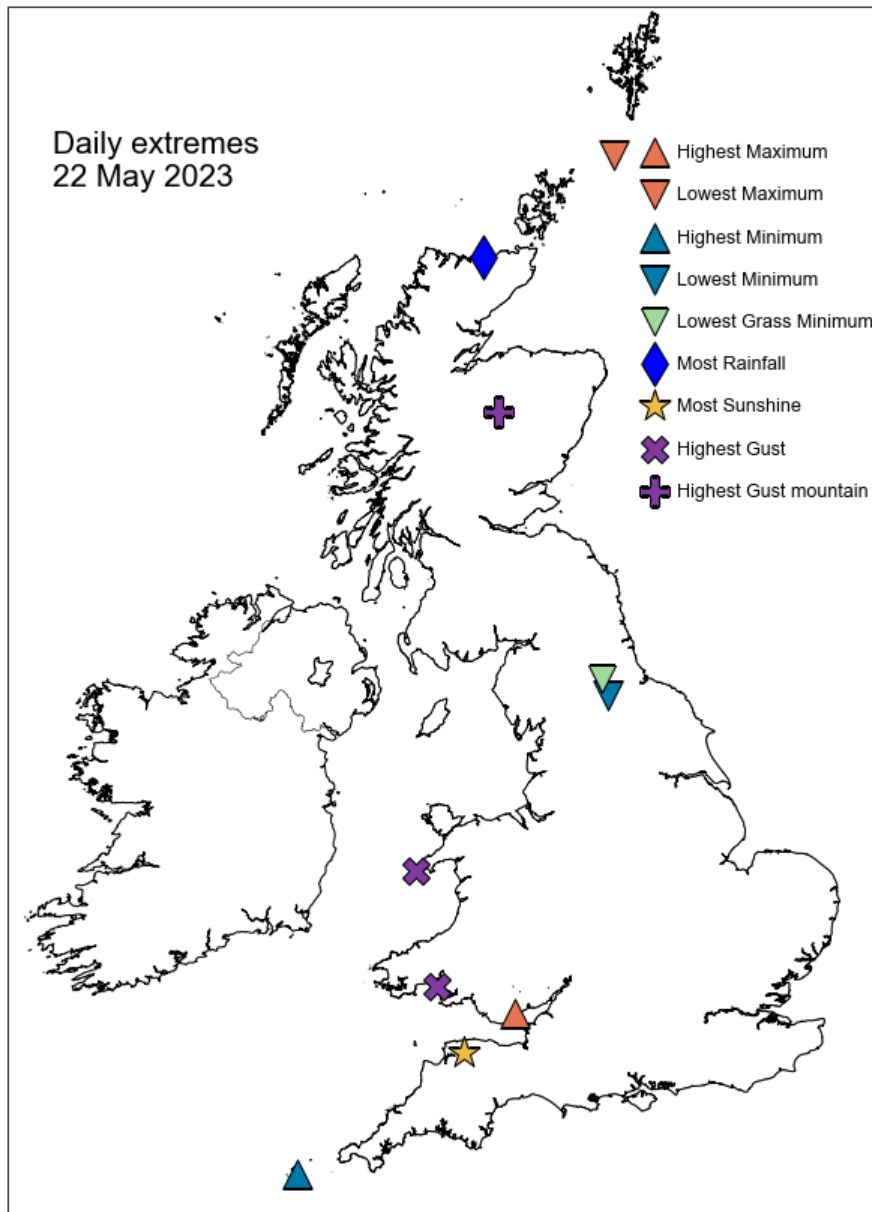 Daily extremes
22 May 2023
Highest Maximum
Lowest Maximum
Highest Minimum
Lowest Minimum
Lowest Grass Minimum
Most Rainfall
Most Sunshine
Highest Gust
Highest Gust mountain